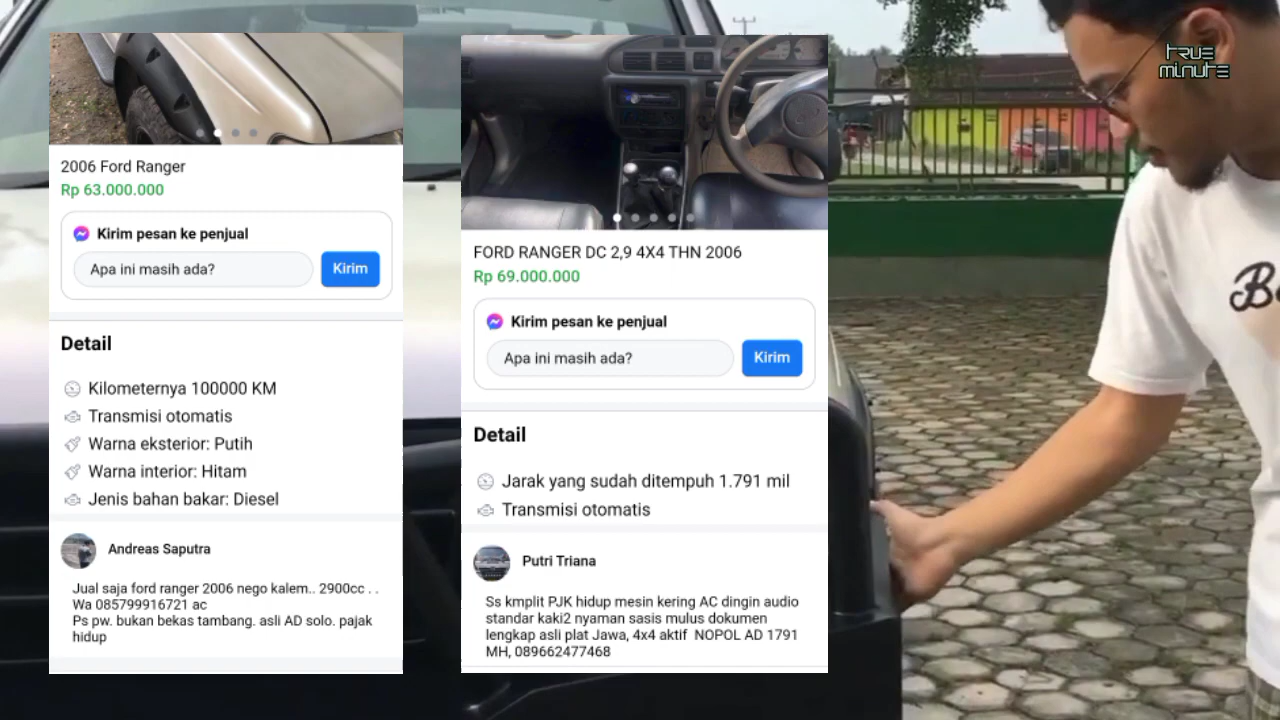 2006 Ford Ranger
Rp 63.000.000
Kirim pesan ke penjual
Apa ini masih ada?
Kirim
Detail
Kilometernya 100000 KM
Transmisi otomatis
Warna eksterior: Putih
Warna interior: Hitam
Jenis bahan bakar: Diesel
Andreas Saputra
Jual saja ford ranger 2006 nego kalem.. 2900cc . .
Wa 085799916721 ac
Ps pw. bukan bekas tambang. asli AD solo. pajak
hidup
FORD RANGER DC 2,9 4X4 THN 2006
Rp 69.000.000
Kirim pesan ke penjual
Apa ini masih ada?
Kirim
Detail
Jarak yang sudah ditempuh 1.791 mil
Transmisi otomatis
Putri Triana
Ss kmplit PJK hidup mesin kering AC dingin audio
standar kaki2 nyaman sasis mulus dokumen
lengkap asli plat Jawa, 4x4 aktif  NOPOL AD 1791
MH, 089662477468
true
minute